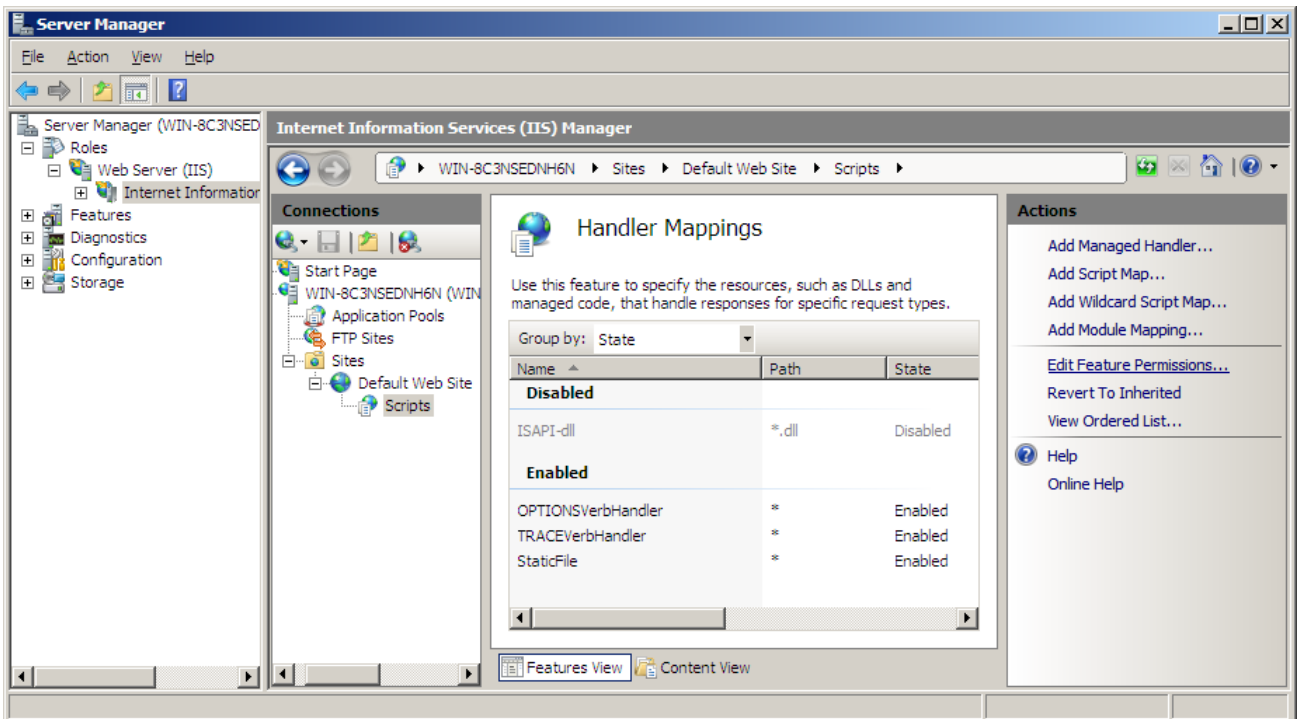 Server Manager
File Action View Help
Server Manager (WIN-8C3NSED
Roles
Web Server (IIS)
Internet Informatior
Features
Diagnostics
Configuration
Storage
Internet Information Services (IIS) Manager
WIN-8C3NSEDNH6N Sites Default Web Site Scripts
Connections
Start Page
WIN-8C3NSEDNH6N (WIN
Application Pools
FTP Sites
Sites
Default Web Site
Scripts
Handler Mappings
Use this feature to specify the resources, such as DLLs and
managed code, that handle responses for specific request types.
Group by: State
Name Path State
Disabled
ISAPI-dll *.dll Disabled
Enabled
OPTIONSVerbHandler * Enabled
TRACEVerbHandler * Enabled
StaticFile * Enabled
Features View Content View
Actions
Add Managed Handler...
Add Script Map...
Add Wildcard Script Map...
Add Module Mapping...
Edit Feature Permissions...
Revert To Inherited
View Ordered List...
Help
Online Help